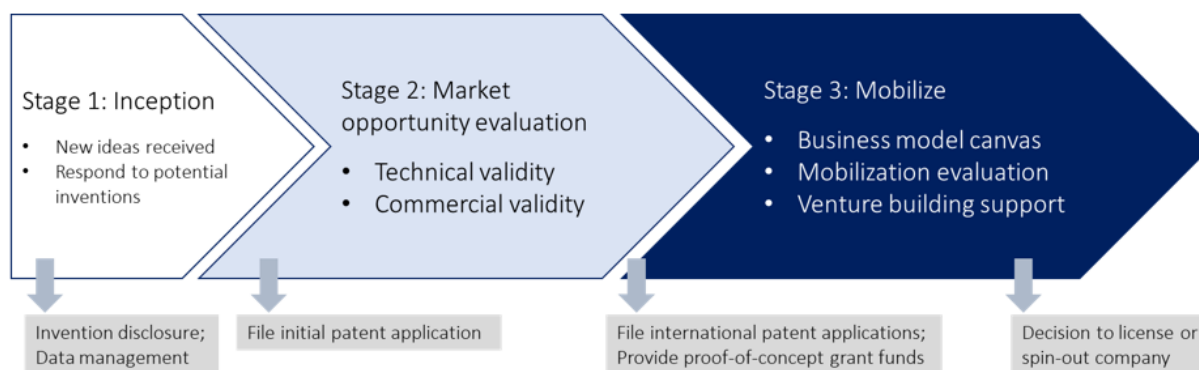 Stage 1: Inception
• New ideas received
• Respond to potential
inventions
Stage 2: Market
opportunity evaluation
• Technical validity
• Commercial validity
Stage 3: Mobilize
• Business model canvas
• Mobilization evaluation
• Venture building support
Invention disclosure;
Data management
File initial patent application
File international patent applications;
Provide proof-of-concept grant funds
Decision to license or
spin-out company